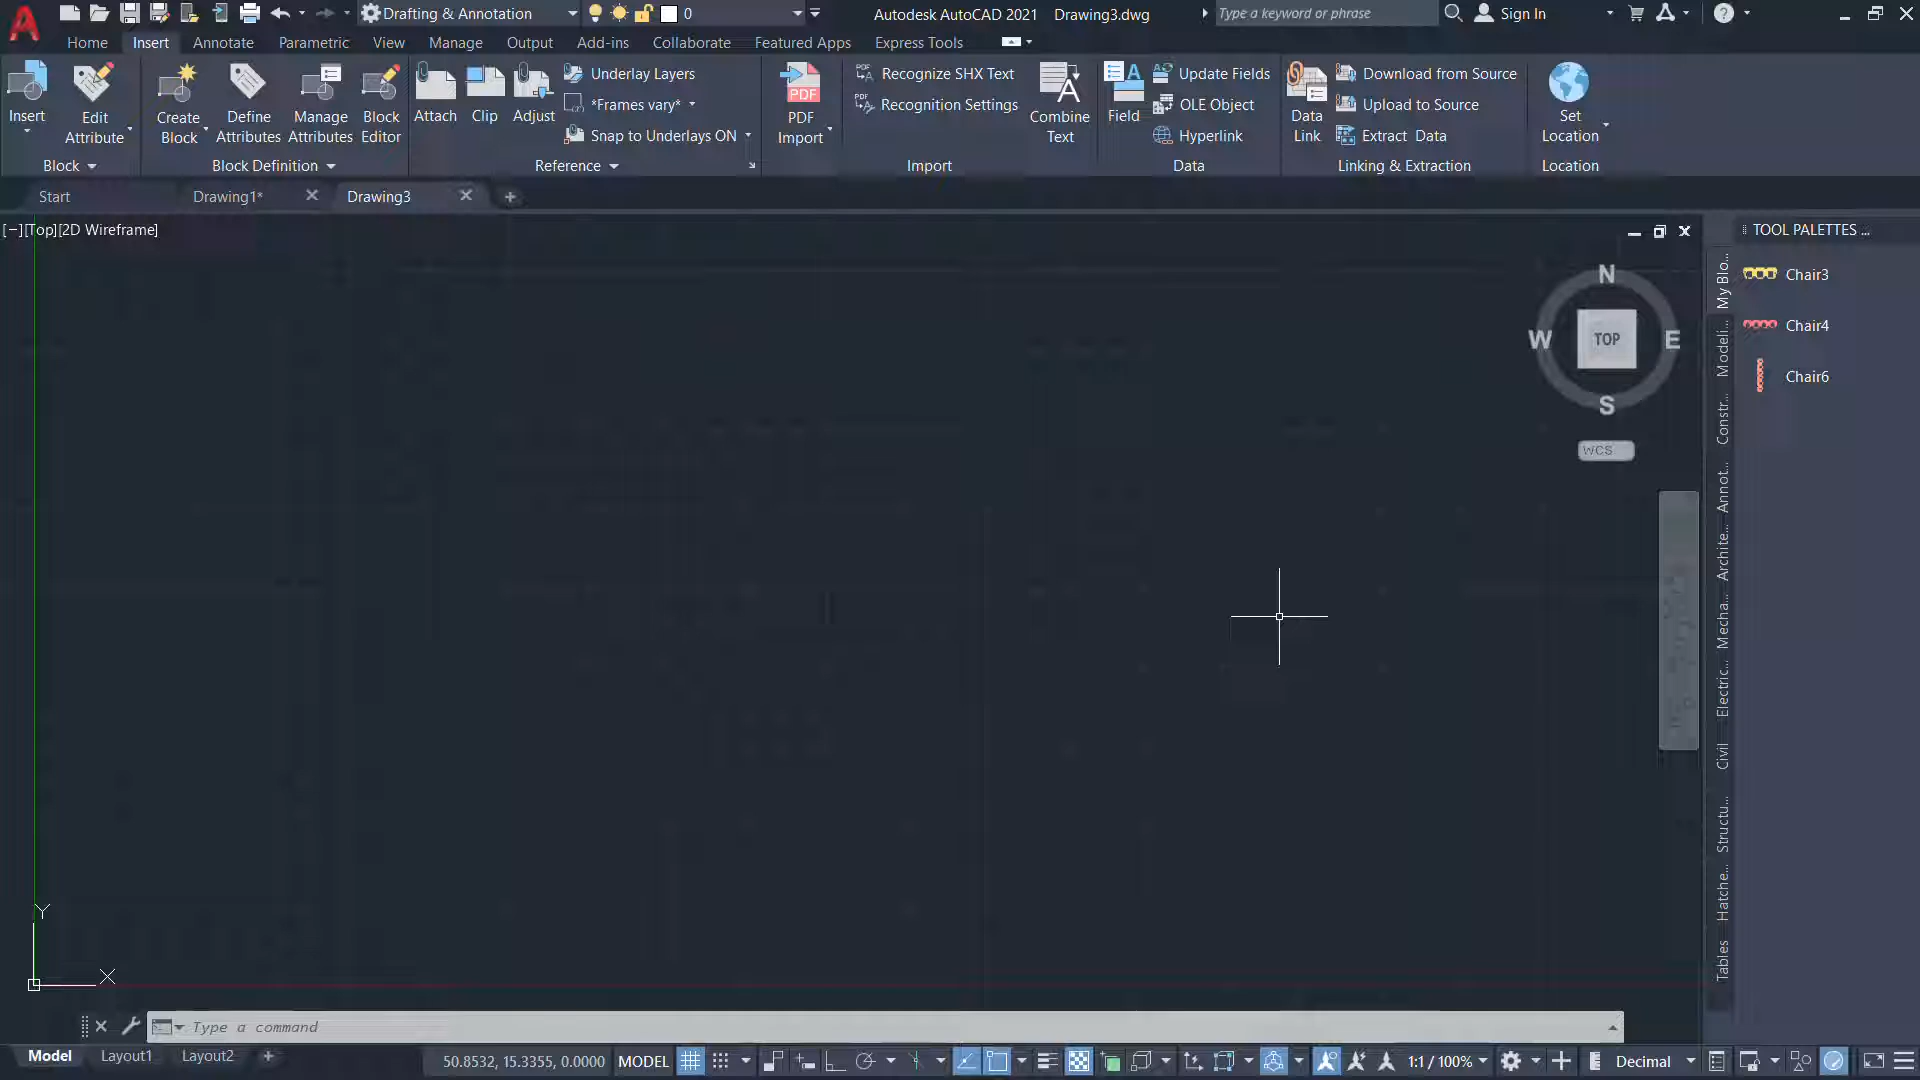 Drafting & Annotation
0
Autodesk AutoCAD 2021 Drawing3.dwg
Type a keyword or phrase
Sign In
Home Insert Annotate Parametric View Manage Output Add-ins Collaborate Featured Apps Express Tools
Insert
Edit Attribute
Create Block
Define Attributes
Manage Attributes
Block Editor
Attach
Clip
Adjust
Underlay Layers
*Frames vary*
Snap to Underlays ON
PDF Import
PDF
Recognize SHX Text
Recognition Settings
Combine Text
Field
Update Fields
OLE Object
Hyperlink
Data Link
Download from Source
Upload to Source
Extract Data
Set Location
Block
Block Definition
Reference
Import
Data
Linking & Extraction
Location
Start
Drawing1*
Drawing3
[−][Top][2D Wireframe]
TOOL PALETTES ...
My Blo...
Modeli...
Constr...
Annot...
Archite...
Mecha...
Electric...
Civil
Structu...
Hatche...
Tables
Chair3
Chair4
Chair6
N
W TOP E
S
WCS
Y
X
Type a command
Model Layout1 Layout2
50.8532, 15.3355, 0.0000 MODEL
1:1 / 100%
Decimal